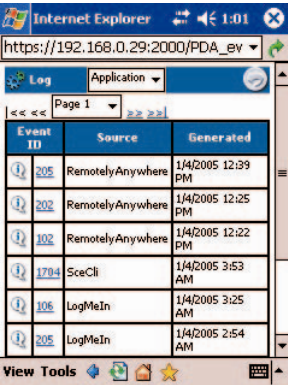 Internet Explorer 1:01
https://192.168.0.29:2000/PDA_ev
Log Application
|<< << Page 1 >> >>|
Event ID Source Generated
205 RemotelyAnywhere 1/4/2005 12:39 PM
202 RemotelyAnywhere 1/4/2005 12:25 PM
102 RemotelyAnywhere 1/4/2005 12:22 PM
1704 SceCli 1/4/2005 3:53 AM
106 LogMeIn 1/4/2005 3:25 AM
205 LogMeIn 1/4/2005 2:54 AM
View Tools